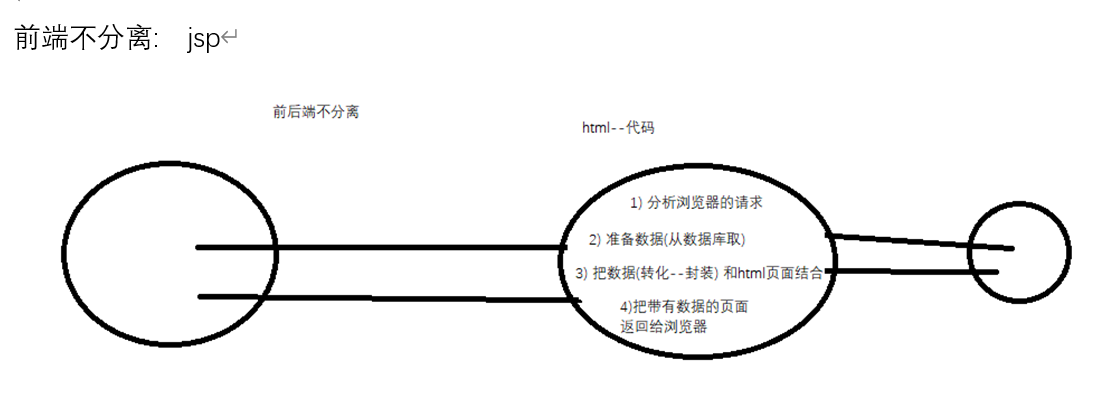 前端不分离: jsp↵
前后端不分离
html--代码
1) 分析浏览器的请求
2) 准备数据(从数据库取)
3) 把数据(转化--封装) 和html页面结合
4)把带有数据的页面
返回给浏览器